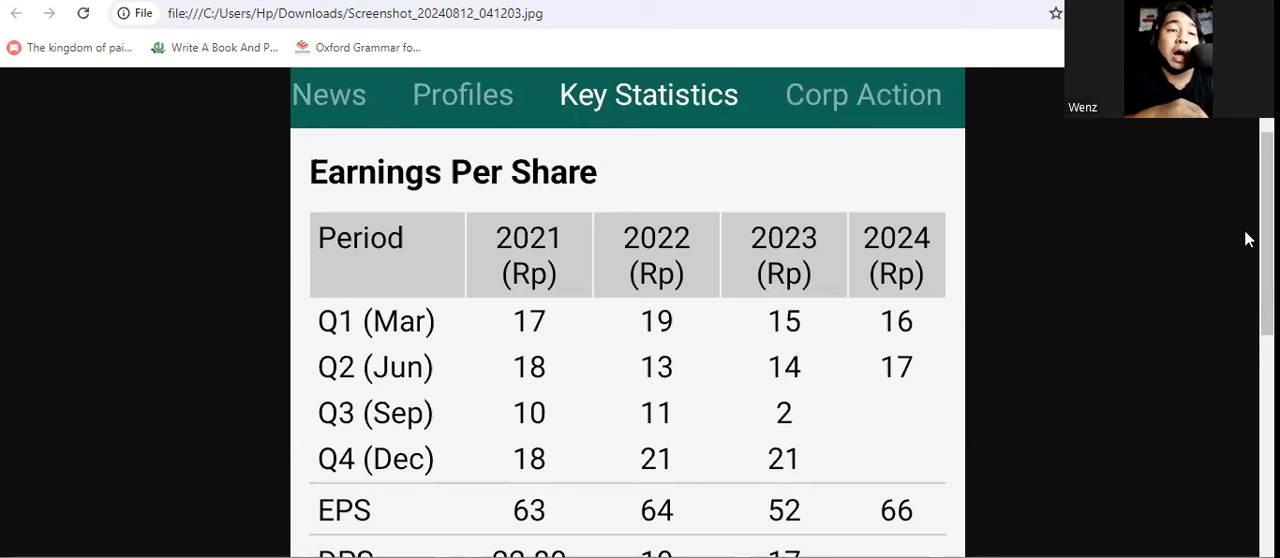 File file:///C:/Users/Hp/Downloads/Screenshot_20240812_041203.jpg
The kingdom of pai... Write A Book And P... Oxford Grammar fo...
Wenz
News Profiles Key Statistics Corp Action
Earnings Per Share
Period 2021 (Rp) 2022 (Rp) 2023 (Rp) 2024 (Rp)
Q1 (Mar) 17 19 15 16
Q2 (Jun) 18 13 14 17
Q3 (Sep) 10 11 2
Q4 (Dec) 18 21 21
EPS 63 64 52 66